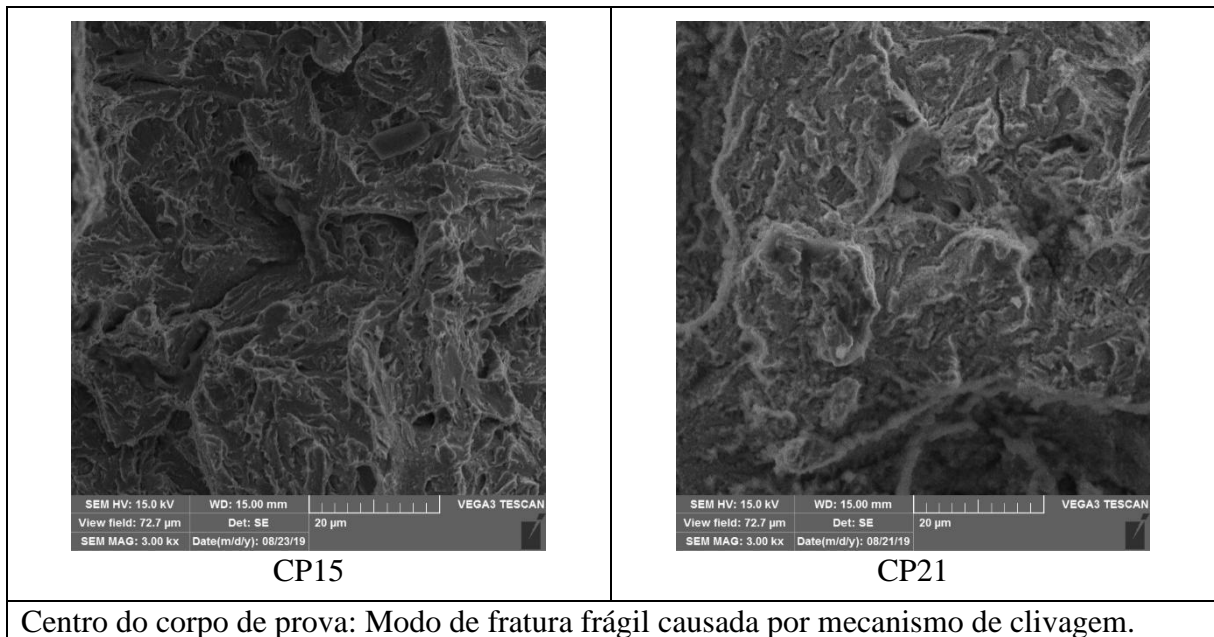 SEM HV: 15.0 kV WD: 15.00 mm VEGA3 TESCAN
View field: 72.7 µm Det: SE 20 µm
SEM MAG: 3.00 kx Date(m/d/y): 08/23/19
CP15
SEM HV: 15.0 kV WD: 15.00 mm VEGA3 TESCAN
View field: 72.7 µm Det: SE 20 µm
SEM MAG: 3.00 kx Date(m/d/y): 08/21/19
CP21
Centro do corpo de prova: Modo de fratura frágil causada por mecanismo de clivagem.